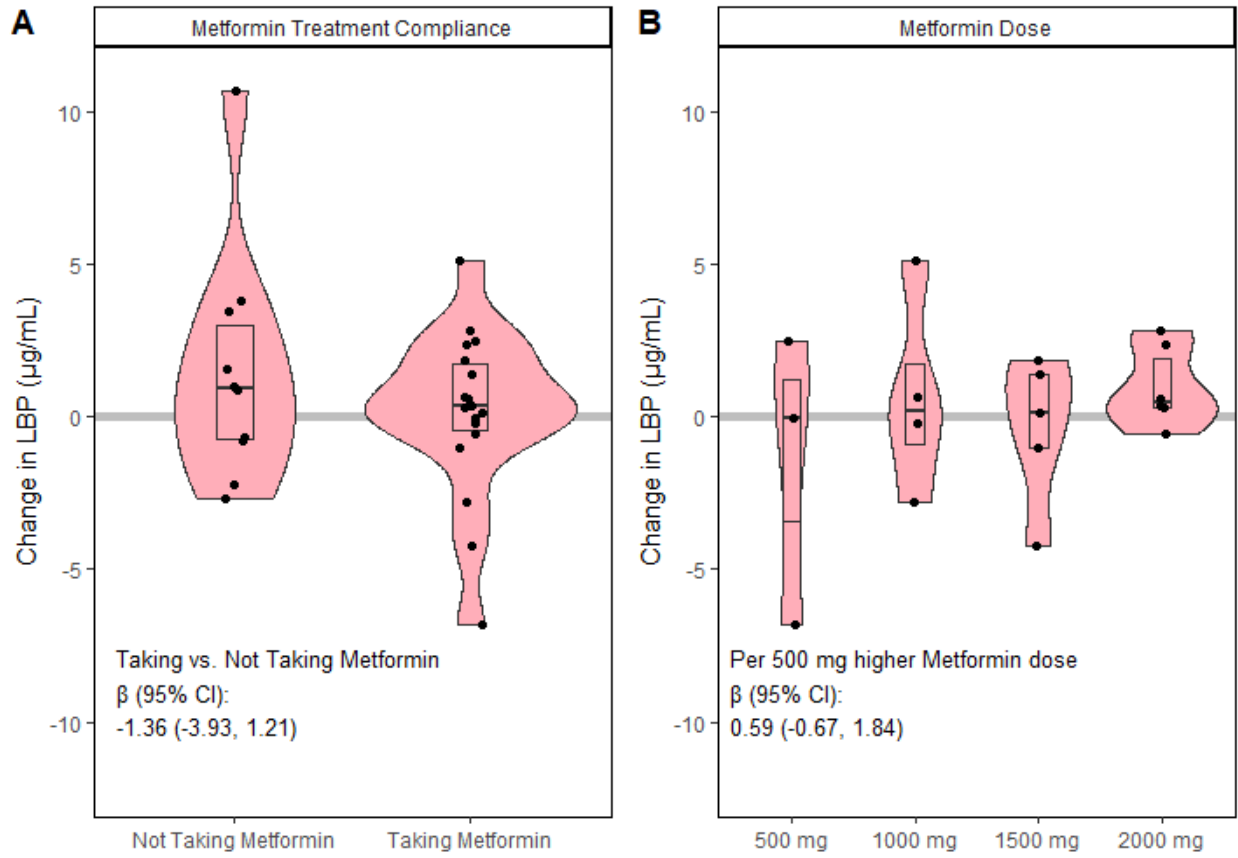 A
Metformin Treatment Compliance
Change in LBP (µg/mL)
10
5
0
-5
-10
Taking vs. Not Taking Metformin
β (95% CI):
-1.36 (-3.93, 1.21)
Not Taking Metformin
Taking Metformin
B
Metformin Dose
Change in LBP (µg/mL)
10
5
0
-5
-10
Per 500 mg higher Metformin dose
β (95% CI):
0.59 (-0.67, 1.84)
500 mg
1000 mg
1500 mg
2000 mg